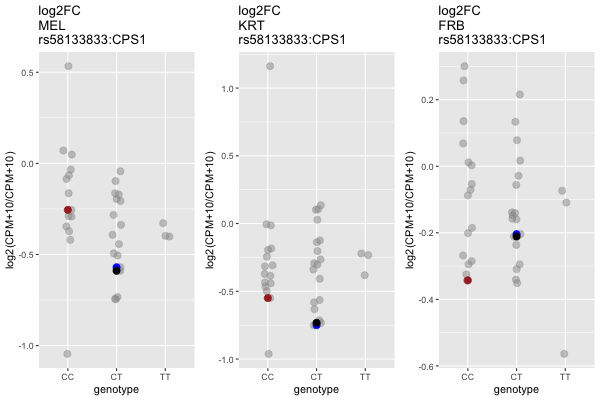 log2FC
MEL
rs58133833:CPS1
log2(CPM+10/CPM+10)
0.5
0.0
-0.5
-1.0
CC
CT
TT
genotype
log2FC
KRT
rs58133833:CPS1
log2(CPM+10/CPM+10)
1.0
0.5
0.0
-0.5
-1.0
CC
CT
TT
genotype
log2FC
FRB
rs58133833:CPS1
log2(CPM+10/CPM+10)
0.2
0.0
-0.2
-0.4
-0.6
CC
CT
TT
genotype